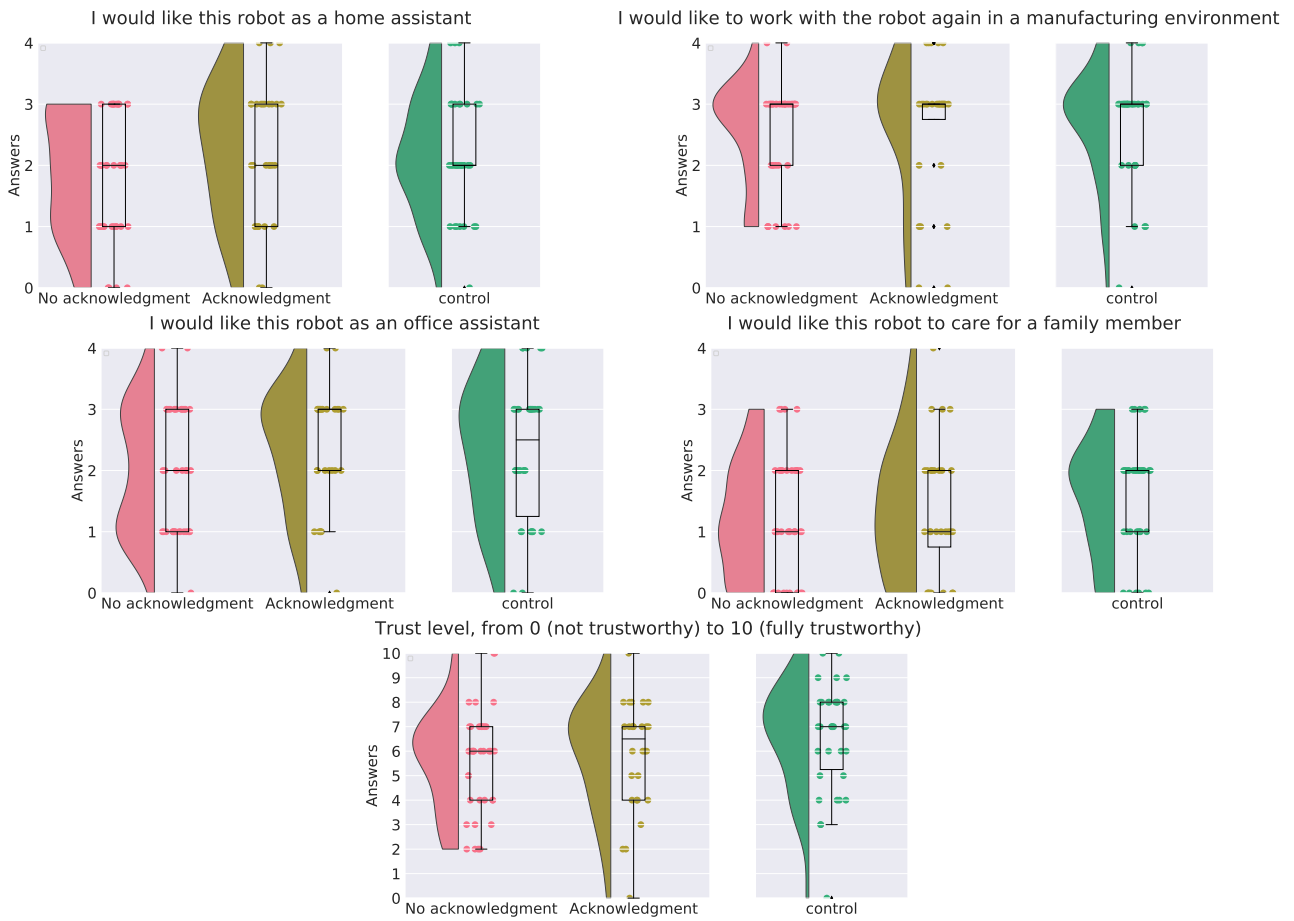 I would like this robot as a home assistant
I would like to work with the robot again in a manufacturing environment
4
3
2
1
0
Answers
No acknowledgment
Acknowledgment
control
4
3
2
1
0
Answers
No acknowledgment
Acknowledgment
control
I would like this robot as an office assistant
I would like this robot to care for a family member
4
3
2
1
0
Answers
No acknowledgment
Acknowledgment
control
4
3
2
1
0
Answers
No acknowledgment
Acknowledgment
control
Trust level, from 0 (not trustworthy) to 10 (fully trustworthy)
10
9
8
7
6
5
4
3
2
1
0
Answers
No acknowledgment
Acknowledgment
control